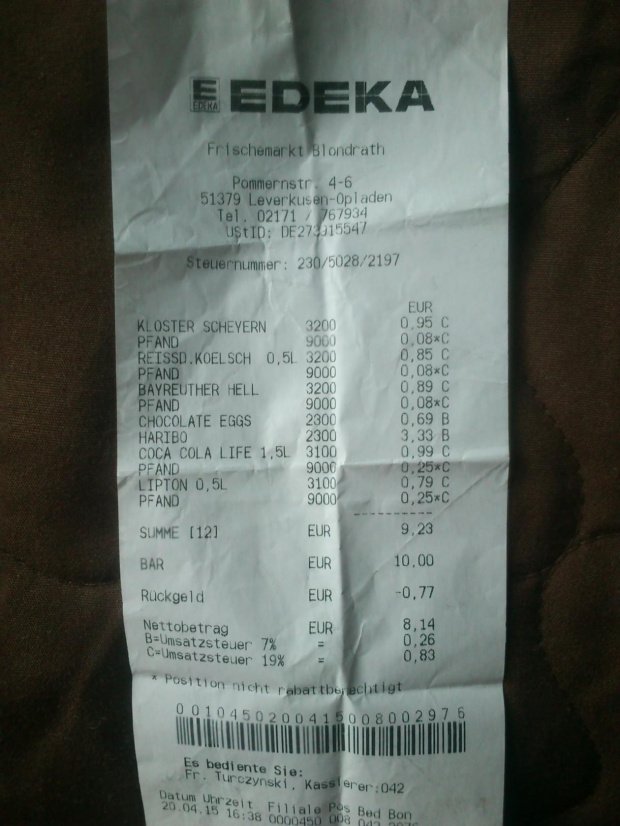 E EDEKA EDEKA
Frischemarkt Blondrath
Pommernstr. 4-6
51379 Leverkusen-Opladen
Tel. 02171 / 767934
UStID: DE273915547
Steuernummer: 230/5028/2197
EUR
KLOSTER SCHEYERN 3200 0,95 C
PFAND 9000 0,08*C
REISSD.KOELSCH 0,5L 3200 0,85 C
PFAND 9000 0,08*C
BAYREUTHER HELL 3200 0,89 C
PFAND 9000 0,08*C
CHOCOLATE EGGS 2300 0,69 B
HARIBO 2300 3,33 B
COCA COLA LIFE 1,5L 3100 0,99 C
PFAND 9000 0,25*C
LIPTON 0,5L 3100 0,79 C
PFAND 9000 0,25*C
----------
SUMME [12] EUR 9,23
BAR EUR 10,00
Rückgeld EUR -0,77
Nettobetrag EUR 8,14
B=Umsatzsteuer 7% = 0,26
C=Umsatzsteuer 19% = 0,83
* Position nicht rabattberechtigt
0010450200415008002976
Es bediente Sie:
Fr. Turczynski, Kassierer:042
Datum Uhrzeit Filiale Pos Bed Bon
20.04.15 16:38 0000450 008 042